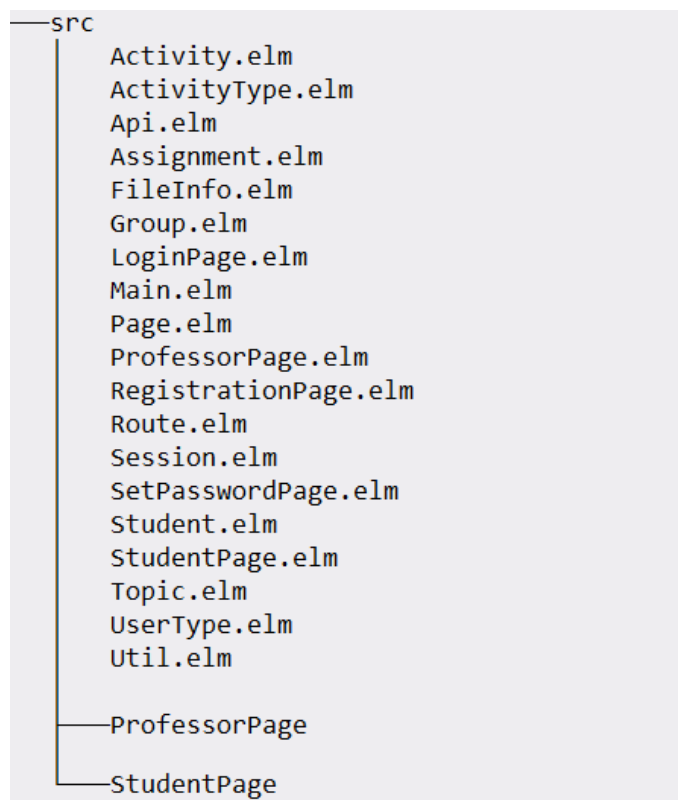 src
Activity.elm
ActivityType.elm
Api.elm
Assignment.elm
FileInfo.elm
Group.elm
LoginPage.elm
Main.elm
Page.elm
ProfessorPage.elm
RegistrationPage.elm
Route.elm
Session.elm
SetPasswordPage.elm
Student.elm
StudentPage.elm
Topic.elm
UserType.elm
Util.elm
ProfessorPage
StudentPage